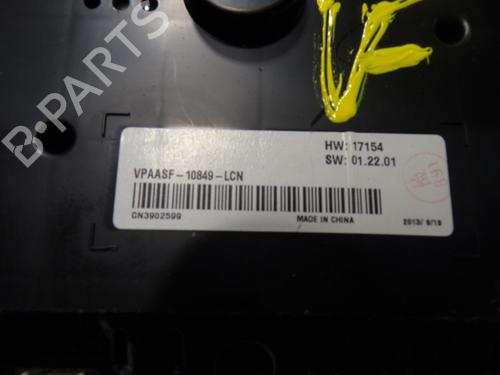 B-PARTS
HW: 17154
SW: 01.22.01
VPAASF-10849-LCN
CN3902599
MADE IN CHINA
2013/ 9/19